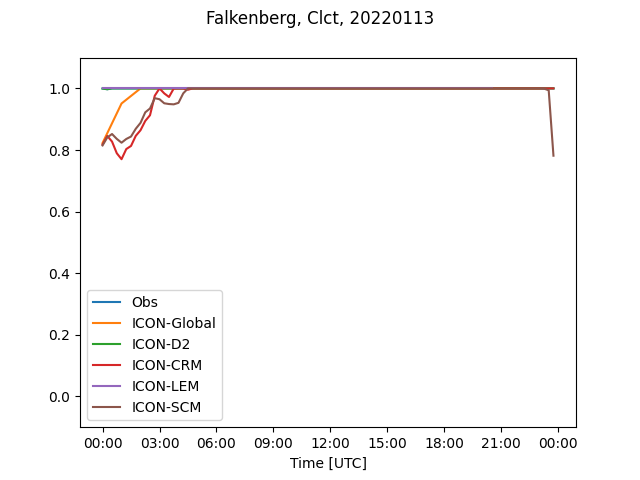 Falkenberg, Clct, 20220113
1.0
0.8
0.6
0.4
0.2
0.0
Obs
ICON-Global
ICON-D2
ICON-CRM
ICON-LEM
ICON-SCM
00:00 03:00 06:00 09:00 12:00 15:00 18:00 21:00 00:00
Time [UTC]